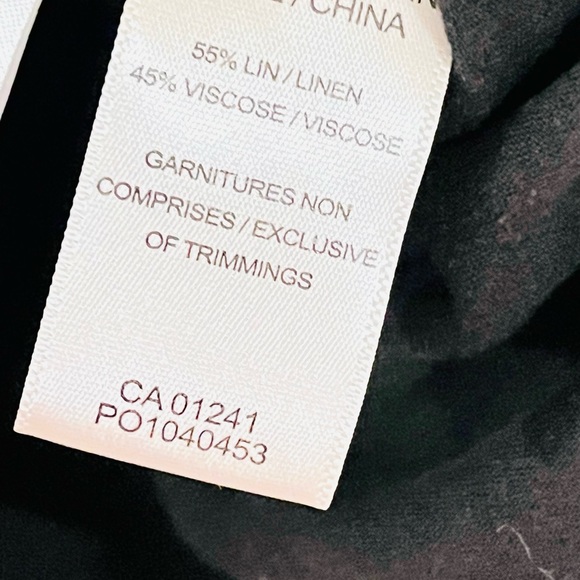 / CHINA
55% LIN / LINEN
45% VISCOSE / VISCOSE
GARNITURES NON
COMPRISES / EXCLUSIVE
OF TRIMMINGS
CA 01241
PO1040453